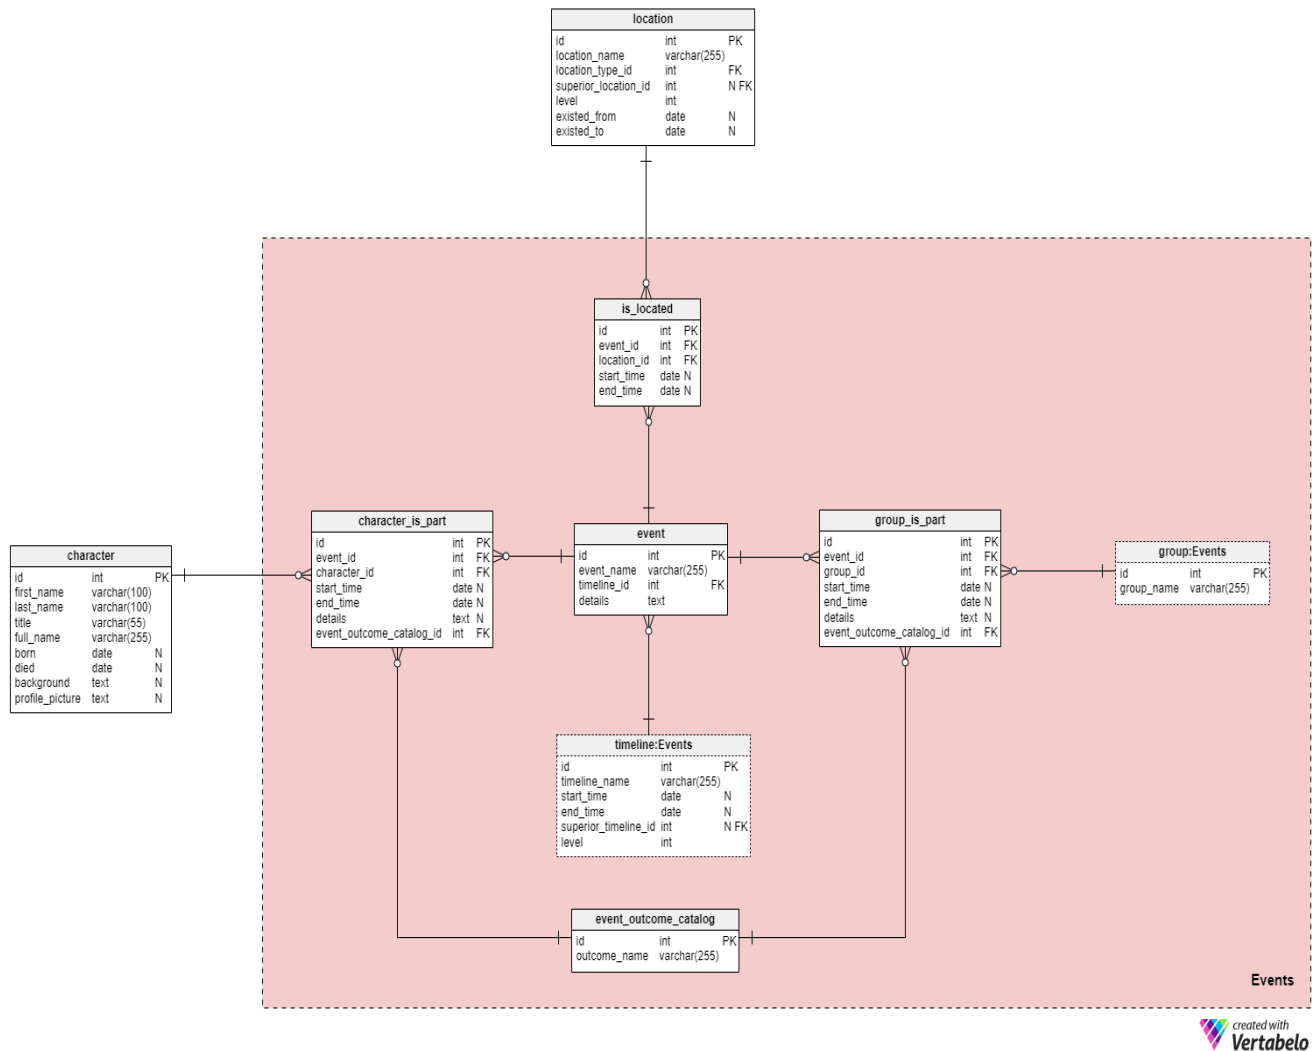 location
id int PK
location_name varchar(255)
location_type_id int FK
superior_location_id int N FK
level int
existed_from date N
existed_to date N
is_located
id int PK
event_id int FK
location_id int FK
start_time date N
end_time date N
character
id int PK
first_name varchar(100)
last_name varchar(100)
title varchar(55)
full_name varchar(255)
born date N
died date N
background text N
profile_picture text N
character_is_part
id int PK
event_id int FK
character_id int FK
start_time date N
end_time date N
details text N
event_outcome_catalog_id int FK
event
id int PK
event_name varchar(255)
timeline_id int FK
details text
group_is_part
id int PK
event_id int FK
group_id int FK
start_time date N
end_time date N
details text N
event_outcome_catalog_id int FK
group:Events
id int PK
group_name varchar(255)
timeline:Events
id int PK
timeline_name varchar(255)
start_time date N
end_time date N
superior_timeline_id int N FK
level int
event_outcome_catalog
id int PK
outcome_name varchar(255)
Events
created with
Vertabelo